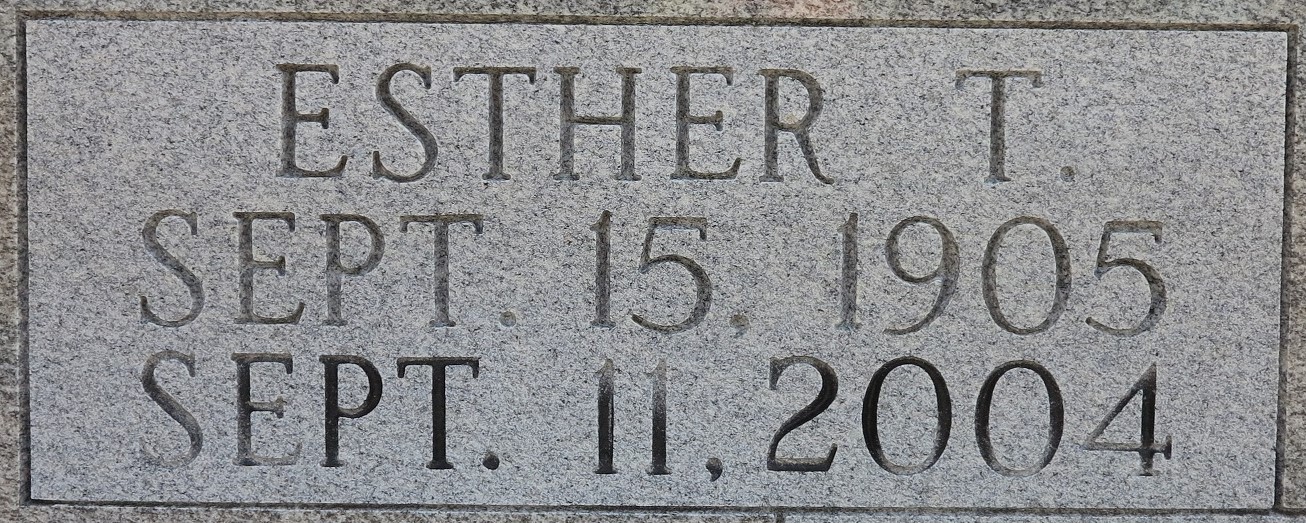 ESTHER T.
SEPT. 15. 1905
SEPT. 11, 2004